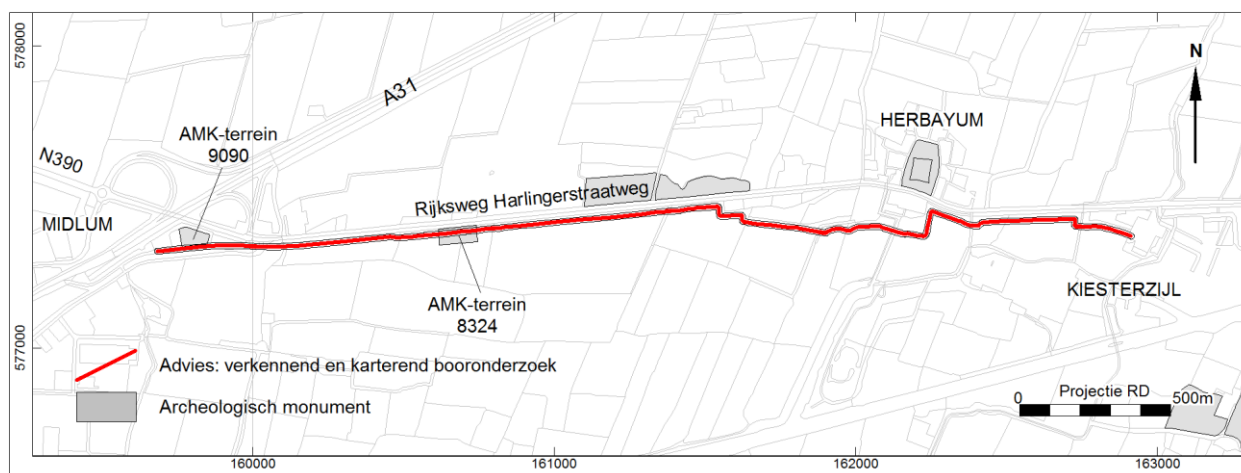 578000
A31
N
HERBAYUM
AMK-terrein
9090
N390
Rijksweg Harlingerstraatweg
MIDLUM
AMK-terrein
8324
KIESTERZIJL
577000
Advies: verkennend en karterend booronderzoek
Archeologisch monument
0 Projectie RD 500m
160000 161000 162000 163000